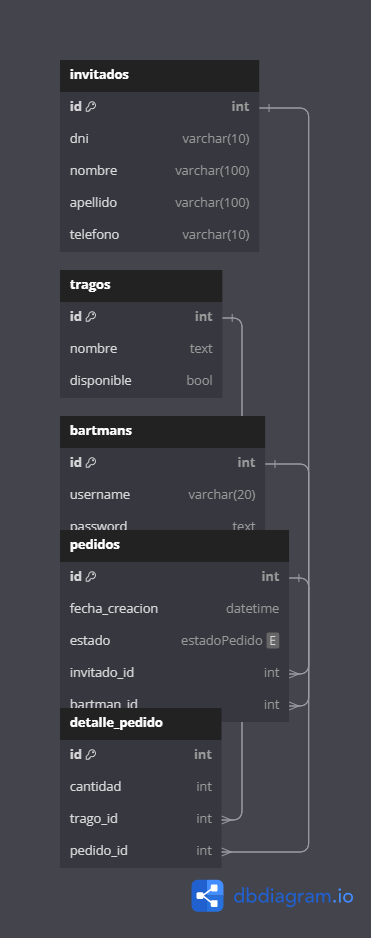 invitados
id int
dni varchar(10)
nombre varchar(100)
apellido varchar(100)
telefono varchar(10)
tragos
id int
nombre text
disponible bool
bartmans
id int
username varchar(20)
password text
pedidos
id int
fecha_creacion datetime
estado estadoPedido E
invitado_id int
bartman_id int
detalle_pedido
id int
cantidad int
trago_id int
pedido_id int
dbdiagram.io